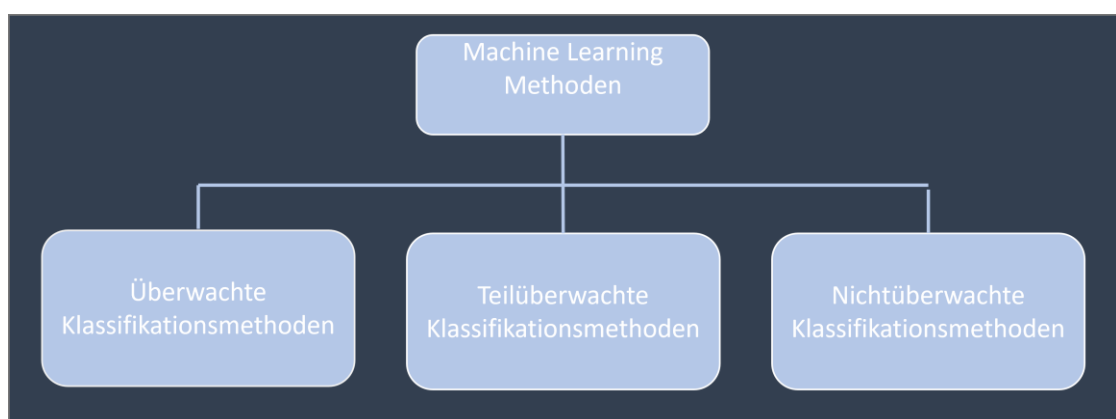 Machine Learning
Methoden
Überwachte
Klassifikationsmethoden
Teilüberwachte
Klassifikationsmethoden
Nichtüberwachte
Klassifikationsmethoden